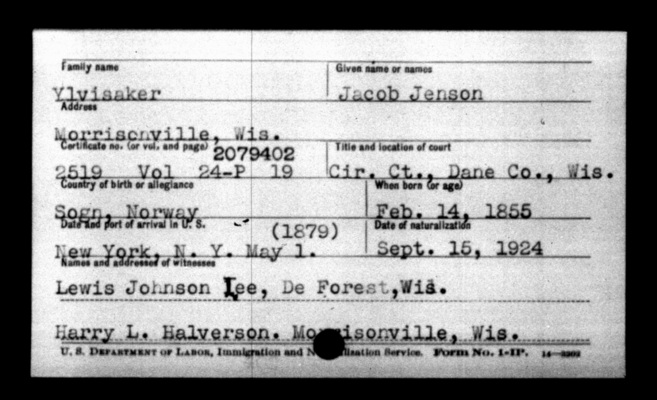 Family name Given name or names
Ylvisaker Jacob Jenson
Address
Morrisonville, Wis.
Certificate no. (or vol. and page) 2079402 Title and location of court
2519 Vol 24-P 19 Cir. Ct., Dane Co., Wis.
Country of birth or allegiance When born (or age)
Sogn, Norway Feb. 14, 1855
Date and port of arrival in U. S. (1879) Date of naturalization
New York, N. Y. May 1. Sept. 15, 1924
Names and addresses of witnesses
Lewis Johnson Lee, De Forest,Wis.
Harry L. Halverson. Morrisonville, Wis.
U. S. Department of Labor, Immigration and Naturalisation Service. Form No. 1-IP. 14—3202